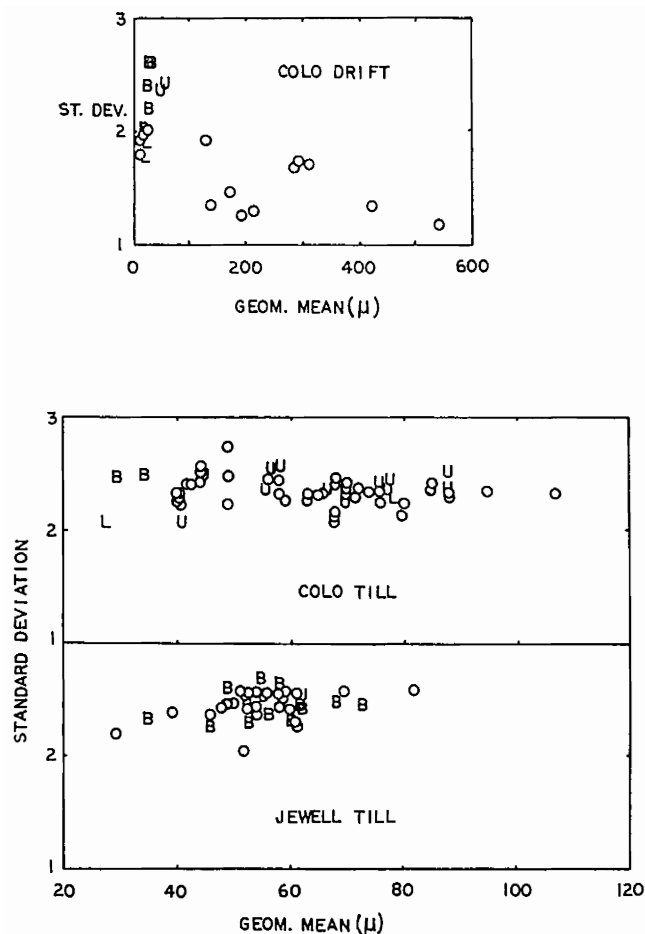 3
COLO DRIFT
ST. DEV.
2
1
0 200 400 600
GEOM. MEAN(μ)
3
2
COLO TILL
1
STANDARD DEVIATION
2
JEWELL TILL
1
20 40 60 80 100 120
GEOM. MEAN(μ)